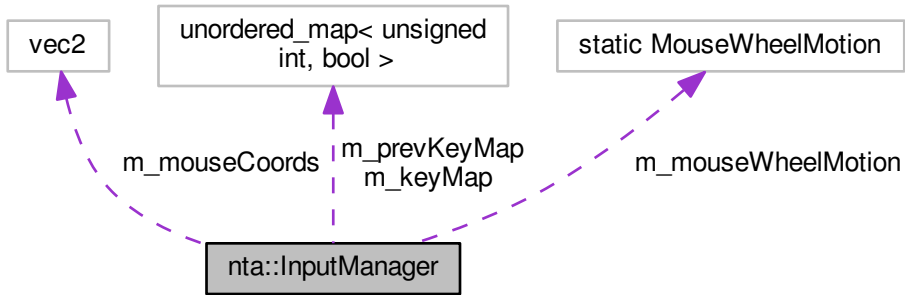 vec2
unordered_map< unsigned
int, bool >
static MouseWheelMotion
m_mouseCoords
m_prevKeyMap
m_keyMap
m_mouseWheelMotion
nta::InputManager